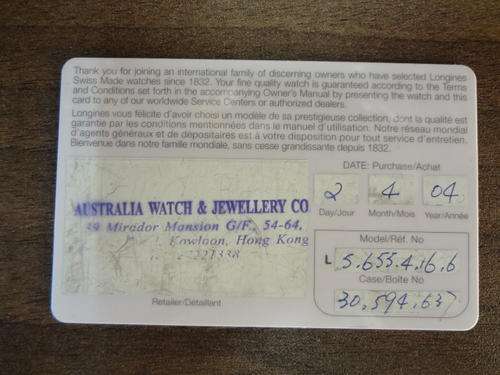 Thank you for joining an international family of discerning owners who have selected Longines
Swiss Made watches since 1832. Your fine quality watch is guaranteed according to the Terms
and Conditions set forth in the accompanying Owner's Manual by presenting the watch and this
card to any of our worldwide Service Centers or authorized dealers.
Longines vous félicite d'avoir choisi un modèle de sa prestigieuse collection, dont la qualité est
garantie par les conditions mentionnées dans le manuel d'utilisation. Notre réseau mondial
d'agents généraux et de dépositaires est à votre disposition pour tout service d'entretien.
Bienvenue dans notre famille mondiale, sans cesse grandissante depuis 1832.
DATE: Purchase/Achat
2 4 04
Day/Jour Month/Mois Year/Année
AUSTRALIA WATCH & JEWELLERY CO
Mirador Mansion G/F, 54-64,
Kowloon, Hong Kong
Retailer/Détaillant
Model/Réf. No
L 5.655.4.16.6
Case/Boîte No
30,594,637